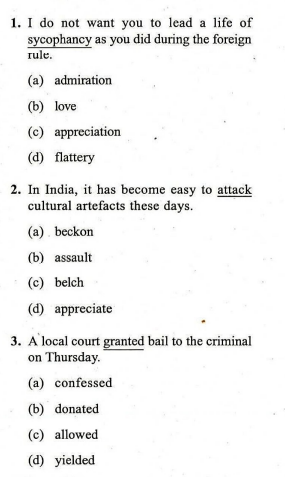 1. I do not want you to lead a life of
sycophancy as you did during the foreign
rule.
(a) admiration
(b) love
(c) appreciation
(d) flattery
2. In India, it has become easy to attack
cultural artefacts these days.
(a) beckon
(b) assault
(c) belch
(d) appreciate
3. A local court granted bail to the criminal
on Thursday.
(a) confessed
(b) donated
(c) allowed
(d) yielded